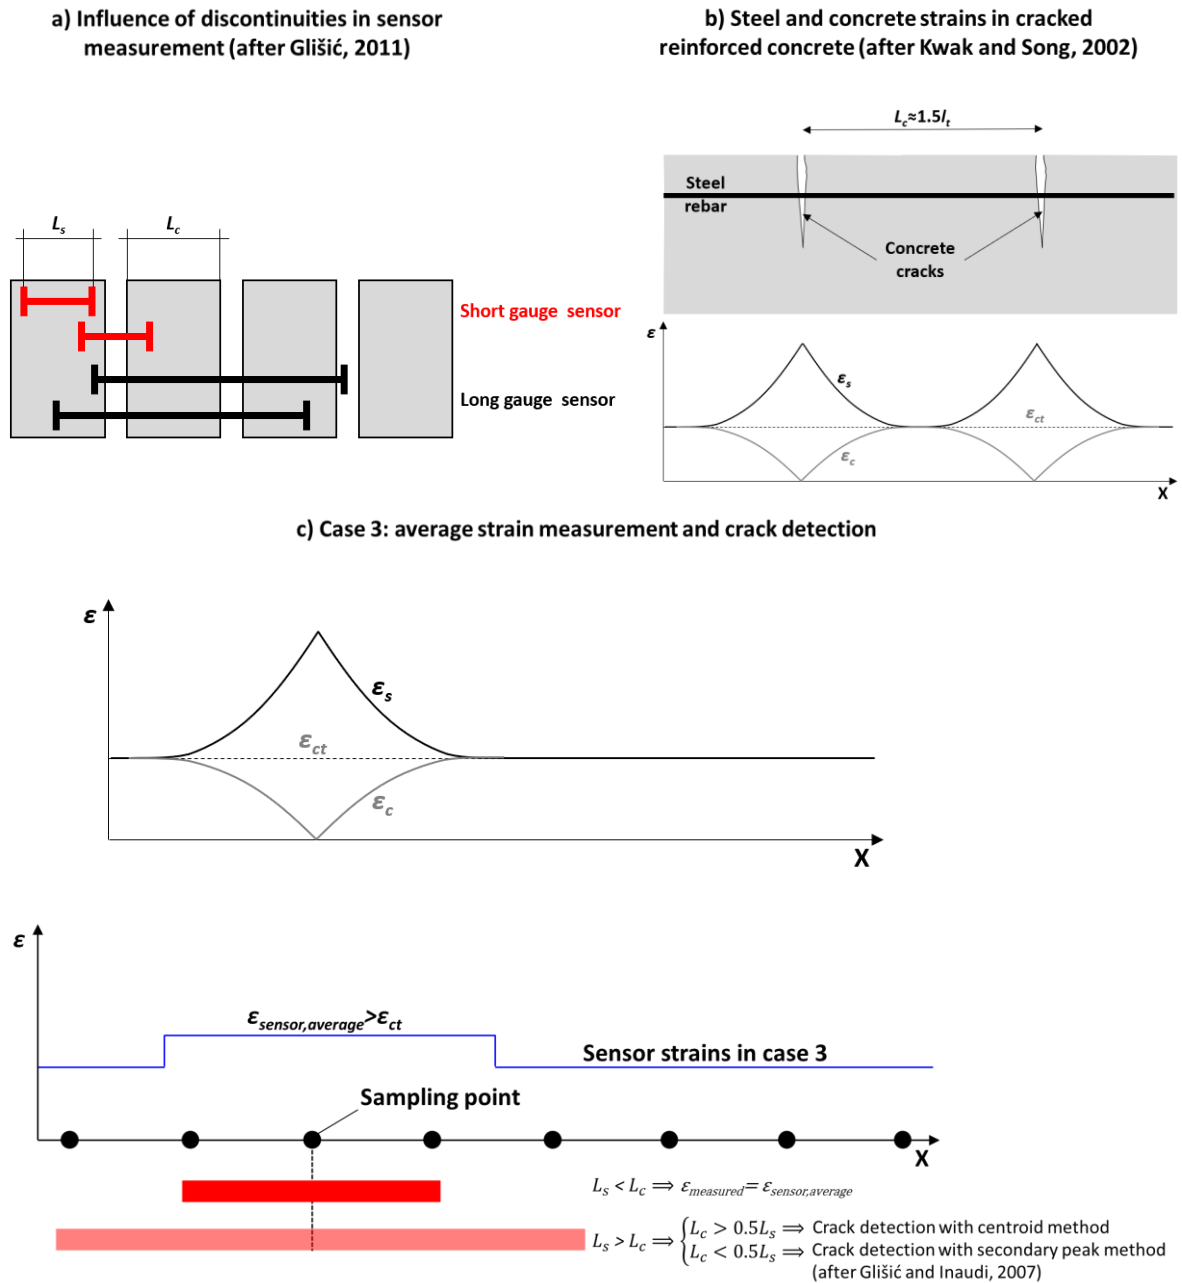 a) Influence of discontinuities in sensor
measurement (after Glišić, 2011)
b) Steel and concrete strains in cracked
reinforced concrete (after Kwak and Song, 2002)
Ls
Lc
Short gauge sensor
Long gauge sensor
Lc≈1.5lt
Steel
rebar
Concrete
cracks
ε
εs
εct
εc
X
c) Case 3: average strain measurement and crack detection
ε
εs
εct
εc
X
ε
εsensor,average>εct
Sensor strains in case 3
Sampling point
X
Ls < Lc ⟹ εmeasured= εsensor,average
Ls > Lc ⟹ { Lc > 0.5Ls ⟹ Crack detection with centroid method
Lc < 0.5Ls ⟹ Crack detection with secondary peak method
(after Glišić and Inaudi, 2007)